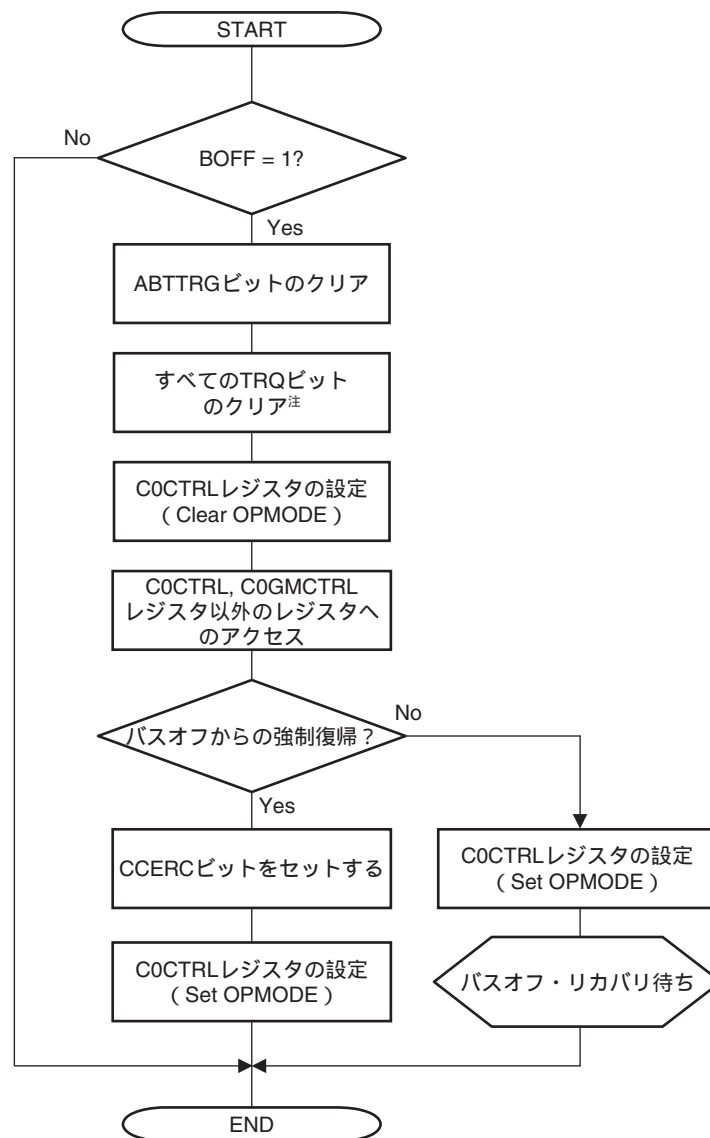 START
No
BOFF = 1?
Yes
ABTTRGビットのクリア
すべてのTRQビット
のクリア注
C0CTRLレジスタの設定
( Clear OPMODE )
C0CTRL, C0GMCTRL
レジスタ以外のレジスタへ
のアクセス
バスオフからの強制復帰？
No
Yes
CCERCビットをセットする
C0CTRLレジスタの設定
( Set OPMODE )
C0CTRLレジスタの設定
( Set OPMODE )
バスオフ・リカバリ待ち
END